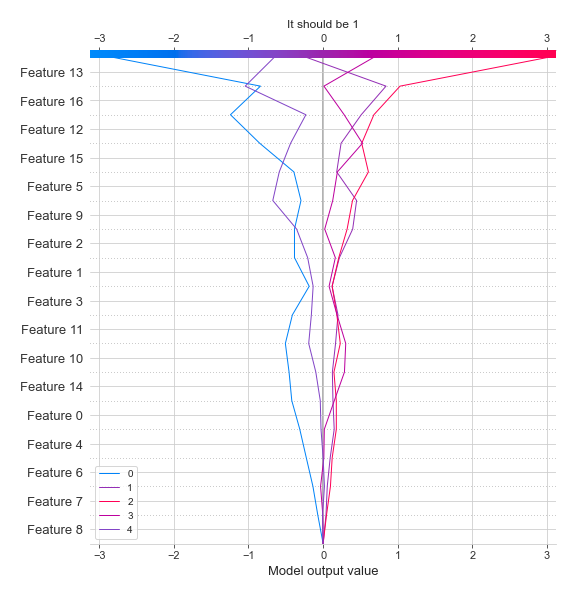 It should be 1
−3 −2 −1 0 1 2 3
Feature 13
Feature 16
Feature 12
Feature 15
Feature 5
Feature 9
Feature 2
Feature 1
Feature 3
Feature 11
Feature 10
Feature 14
Feature 0
Feature 4
Feature 6
Feature 7
Feature 8
0
1
2
3
4
−3 −2 −1 0 1 2 3
Model output value